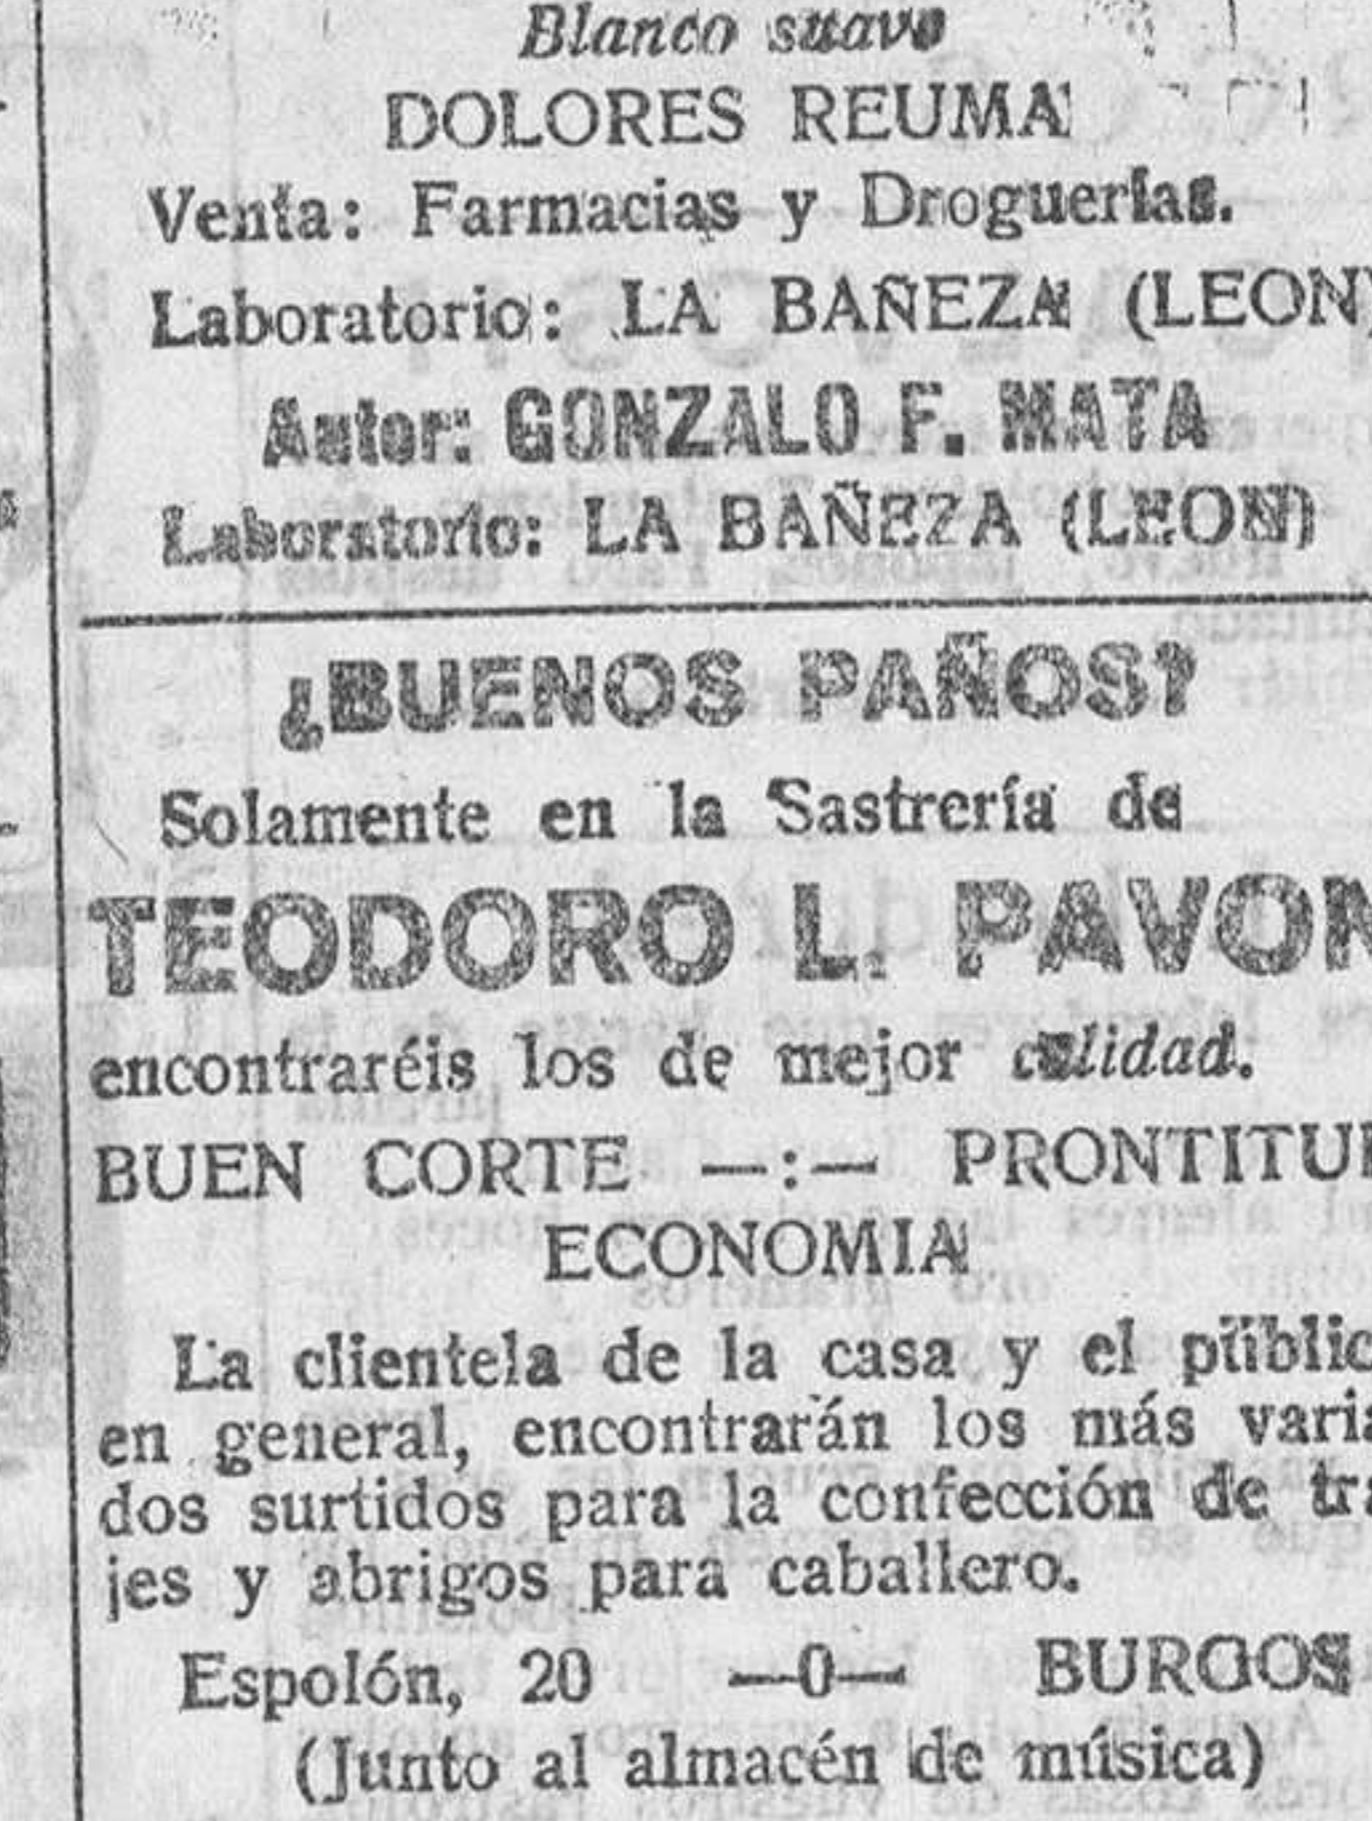 Blanco suave
DOLORES REUMA
Venta: Farmacias y Droguerías.
Laboratorio: LA BAÑEZA (LEON)
Autor: GONZALO F. MATA
Laboratorio: LA BAÑEZA (LEON)
¿BUENOS PAÑOS?
Solamente en la Sastrería de
TEODORO L. PAVON
encontraréis los de mejor calidad.
BUEN CORTE —:— PRONTITU
ECONOMIA
La clientela de la casa y el públic
en general, encontrarán los más varia
dos surtidos para la confección de tra
jes y abrigos para caballero.
Espolón, 20 —0— BURGOS
(Junto al almacén de música)